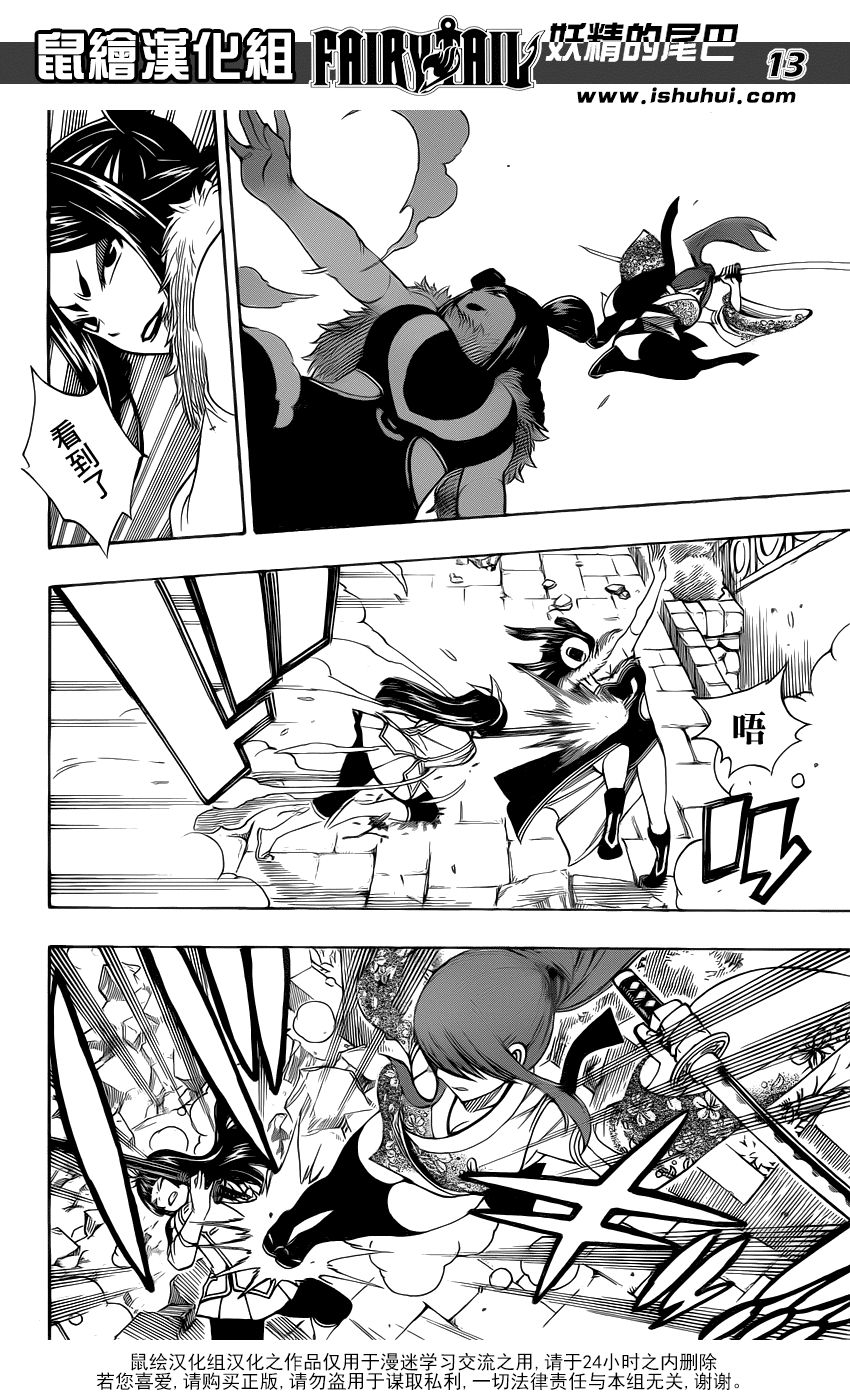 鼠繪漢化組 FAIRY TAIL 妖精的尾巴 13
www.ishuhui.com
看到了
唔
鼠绘汉化组汉化之作品仅用于漫迷学习交流之用, 请于24小时之内删除
若您喜爱, 请购买正版, 请勿盗用于谋取私利, 一切法律责任与本组无关, 谢谢。